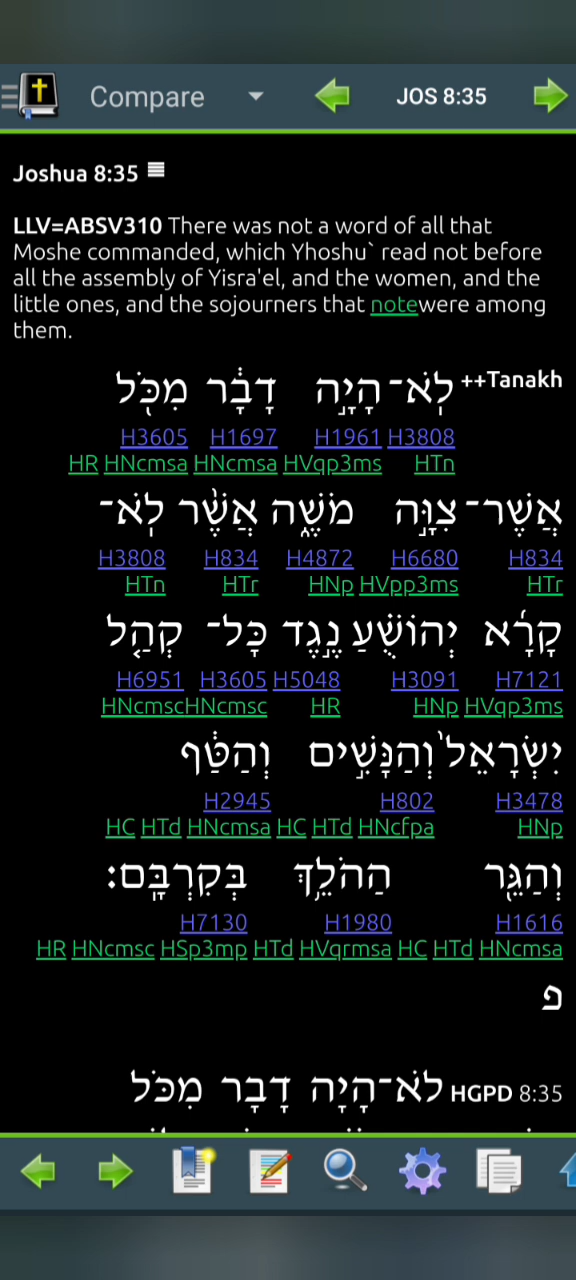 Compare
JOS 8:35
Joshua 8:35
LLV=ABSV310 There was not a word of all that
Moshe commanded, which Yhoshu` read not before
all the assembly of Yisra'el, and the women, and the
little ones, and the sojourners that notewere among
them.
++Tanakh לֹֽא־ הָיָ֣ה דָבָ֔ר מִכֹּ֖ל
H3605 H1697 H1961 H3808
HR HNcmsa HNcmsa HVqp3ms HTn
אֲשֶׁר־ צִוָּ֣ה מֹשֶׁ֑ה אֲשֶׁ֨ר לֹֽא־
H3808 H834 H4872 H6680 H834
HTn HTr HNp HVpp3ms HTr
קָרָ֜א יְהוֹשֻׁ֗עַ נֶ֣גֶד כָּל־ קְהַ֤ל
H6951 H3605 H5048 H3091 H7121
HNcmscHNcmsc HR HNp HVqp3ms
יִשְׂרָאֵל֙ וְהַנָּשִׁ֣ים וְהַטַּ֔ף
H2945 H802 H3478
HC HTd HNcmsa HC HTd HNcfpa HNp
וְהַגֵּ֖ר הַהֹלֵ֥ךְ בְּקִרְבָּֽם׃
H7130 H1980 H1616
HR HNcmsc HSp3mp HTd HVqrmsa HC HTd HNcmsa
פ
HGPD 8:35 לֹא־הָיָה דָבָר מִכֹּל